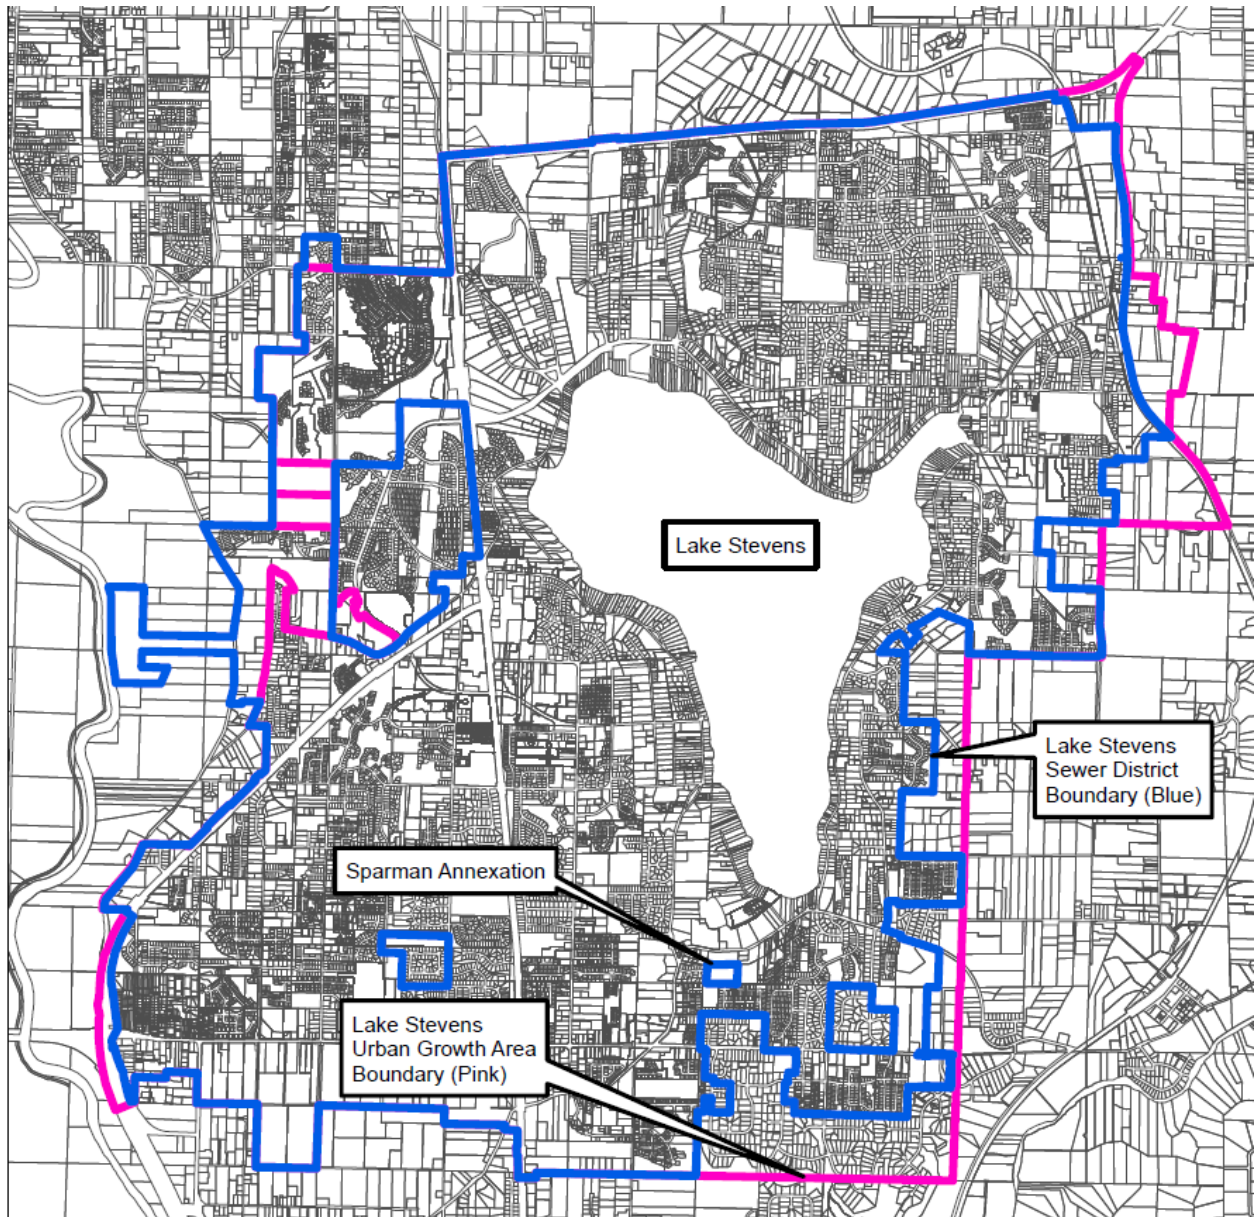 Lake Stevens
Lake Stevens
Sewer District
Boundary (Blue)
Sparman Annexation
Lake Stevens
Urban Growth Area
Boundary (Pink)